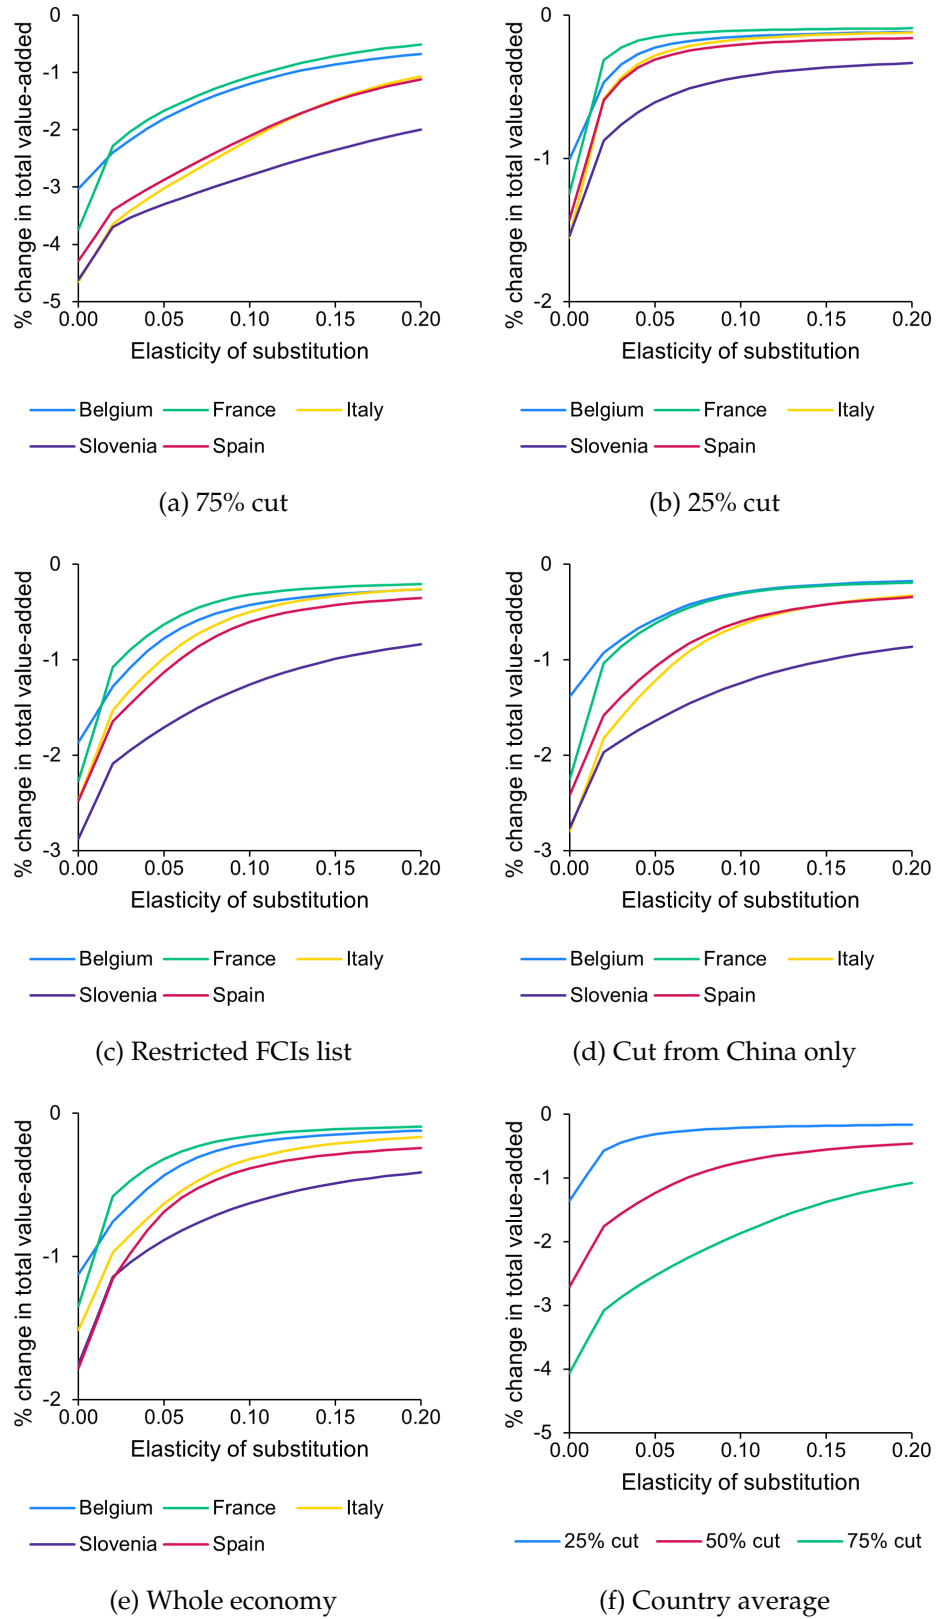 % change in total value-added
0
-1
-2
-3
-4
-5
0.00 0.05 0.10 0.15 0.20
Elasticity of substitution
Belgium France Italy
Slovenia Spain
(a) 75% cut
% change in total value-added
0
-1
-2
0.00 0.05 0.10 0.15 0.20
Elasticity of substitution
Belgium France Italy
Slovenia Spain
(b) 25% cut
% change in total value-added
0
-1
-2
-3
0.00 0.05 0.10 0.15 0.20
Elasticity of substitution
Belgium France Italy
Slovenia Spain
(c) Restricted FCIs list
% change in total value-added
0
-1
-2
-3
0.00 0.05 0.10 0.15 0.20
Elasticity of substitution
Belgium France Italy
Slovenia Spain
(d) Cut from China only
% change in total value-added
0
-1
-2
0.00 0.05 0.10 0.15 0.20
Elasticity of substitution
Belgium France Italy
Slovenia Spain
(e) Whole economy
% change in total value-added
0
-1
-2
-3
-4
-5
0.00 0.05 0.10 0.15 0.20
Elasticity of substitution
25% cut 50% cut 75% cut
(f) Country average